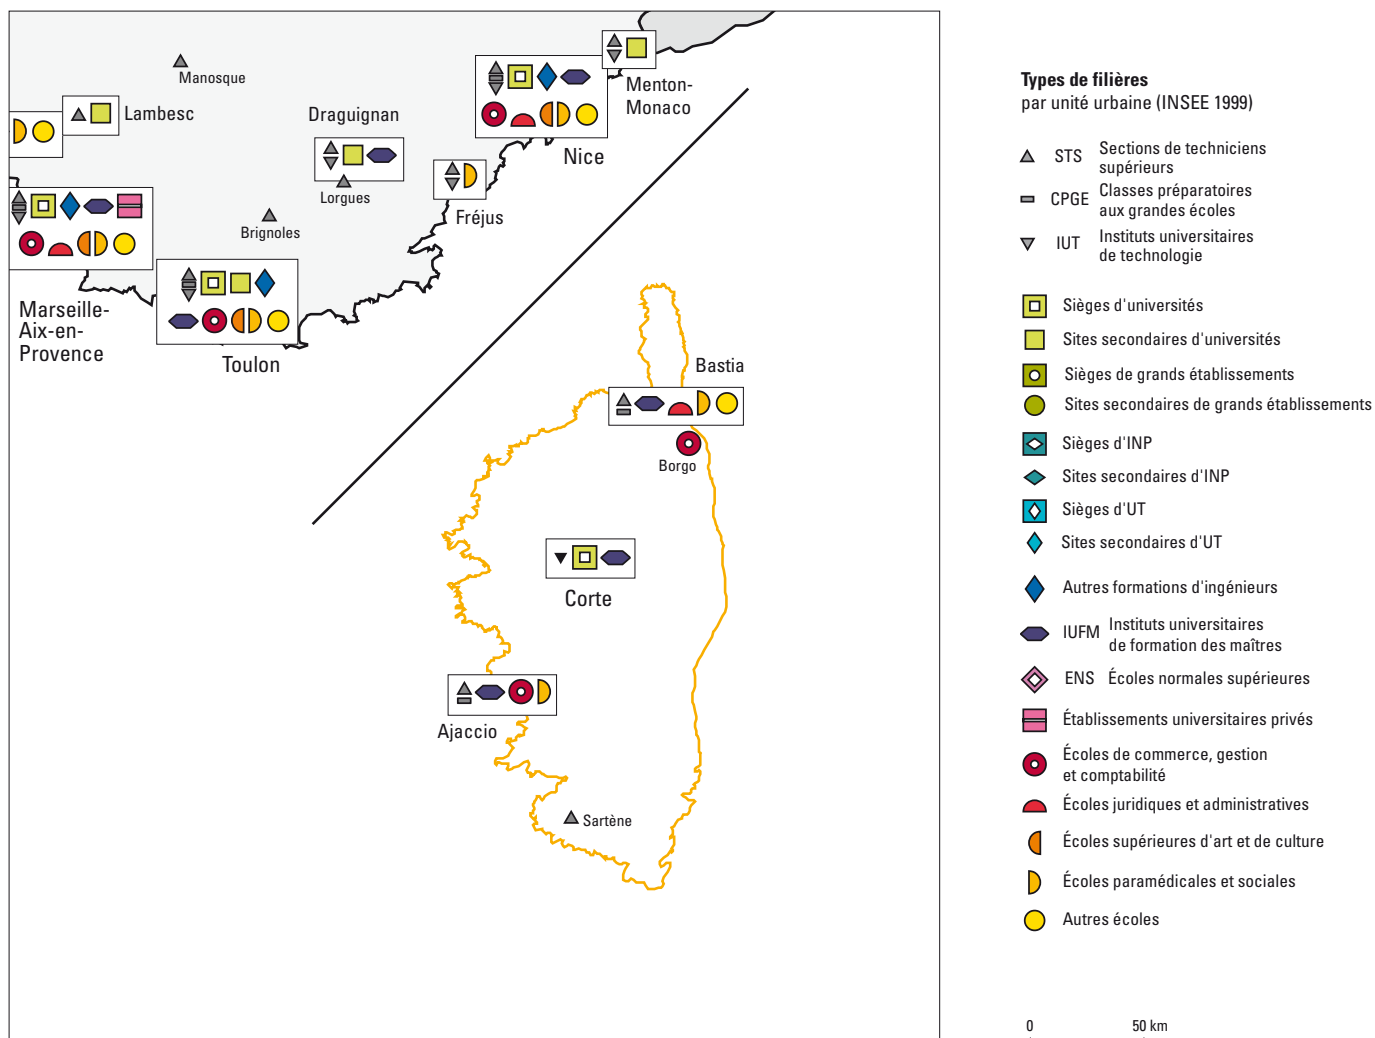 Manosque
Lambesc
Draguignan
Menton-
Monaco
Nice
Lorgues
Fréjus
Brignoles
Marseille-
Aix-en-
Provence
Toulon
Bastia
Borgo
Corte
Ajaccio
Sartène
Types de filières
par unité urbaine (INSEE 1999)
STS Sections de techniciens
supérieurs
CPGE Classes préparatoires
aux grandes écoles
IUT Instituts universitaires
de technologie
Sièges d'universités
Sites secondaires d'universités
Sièges de grands établissements
Sites secondaires de grands établissements
Sièges d'INP
Sites secondaires d'INP
Sièges d'UT
Sites secondaires d'UT
Autres formations d'ingénieurs
IUFM Instituts universitaires
de formation des maîtres
ENS Écoles normales supérieures
Établissements universitaires privés
Écoles de commerce, gestion
et comptabilité
Écoles juridiques et administratives
Écoles supérieures d'art et de culture
Écoles paramédicales et sociales
Autres écoles
0 50 km